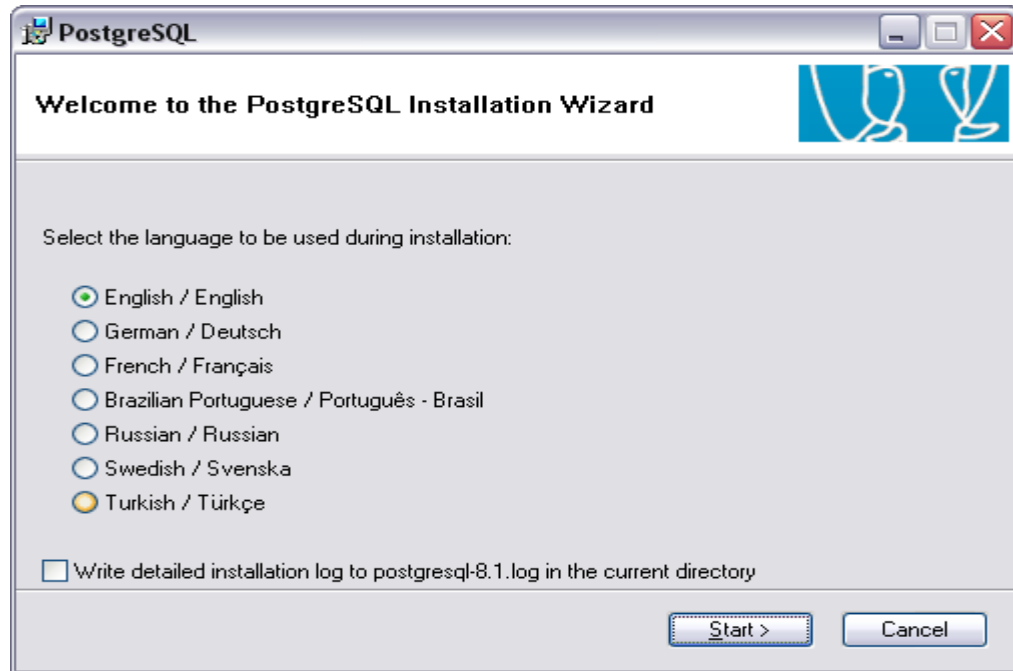 PostgreSQL
Welcome to the PostgreSQL Installation Wizard
Select the language to be used during installation:
English / English
German / Deutsch
French / Français
Brazilian Portuguese / Português - Brasil
Russian / Russian
Swedish / Svenska
Turkish / Türkçe
Write detailed installation log to postgresql-8.1.log in the current directory
Start >
Cancel